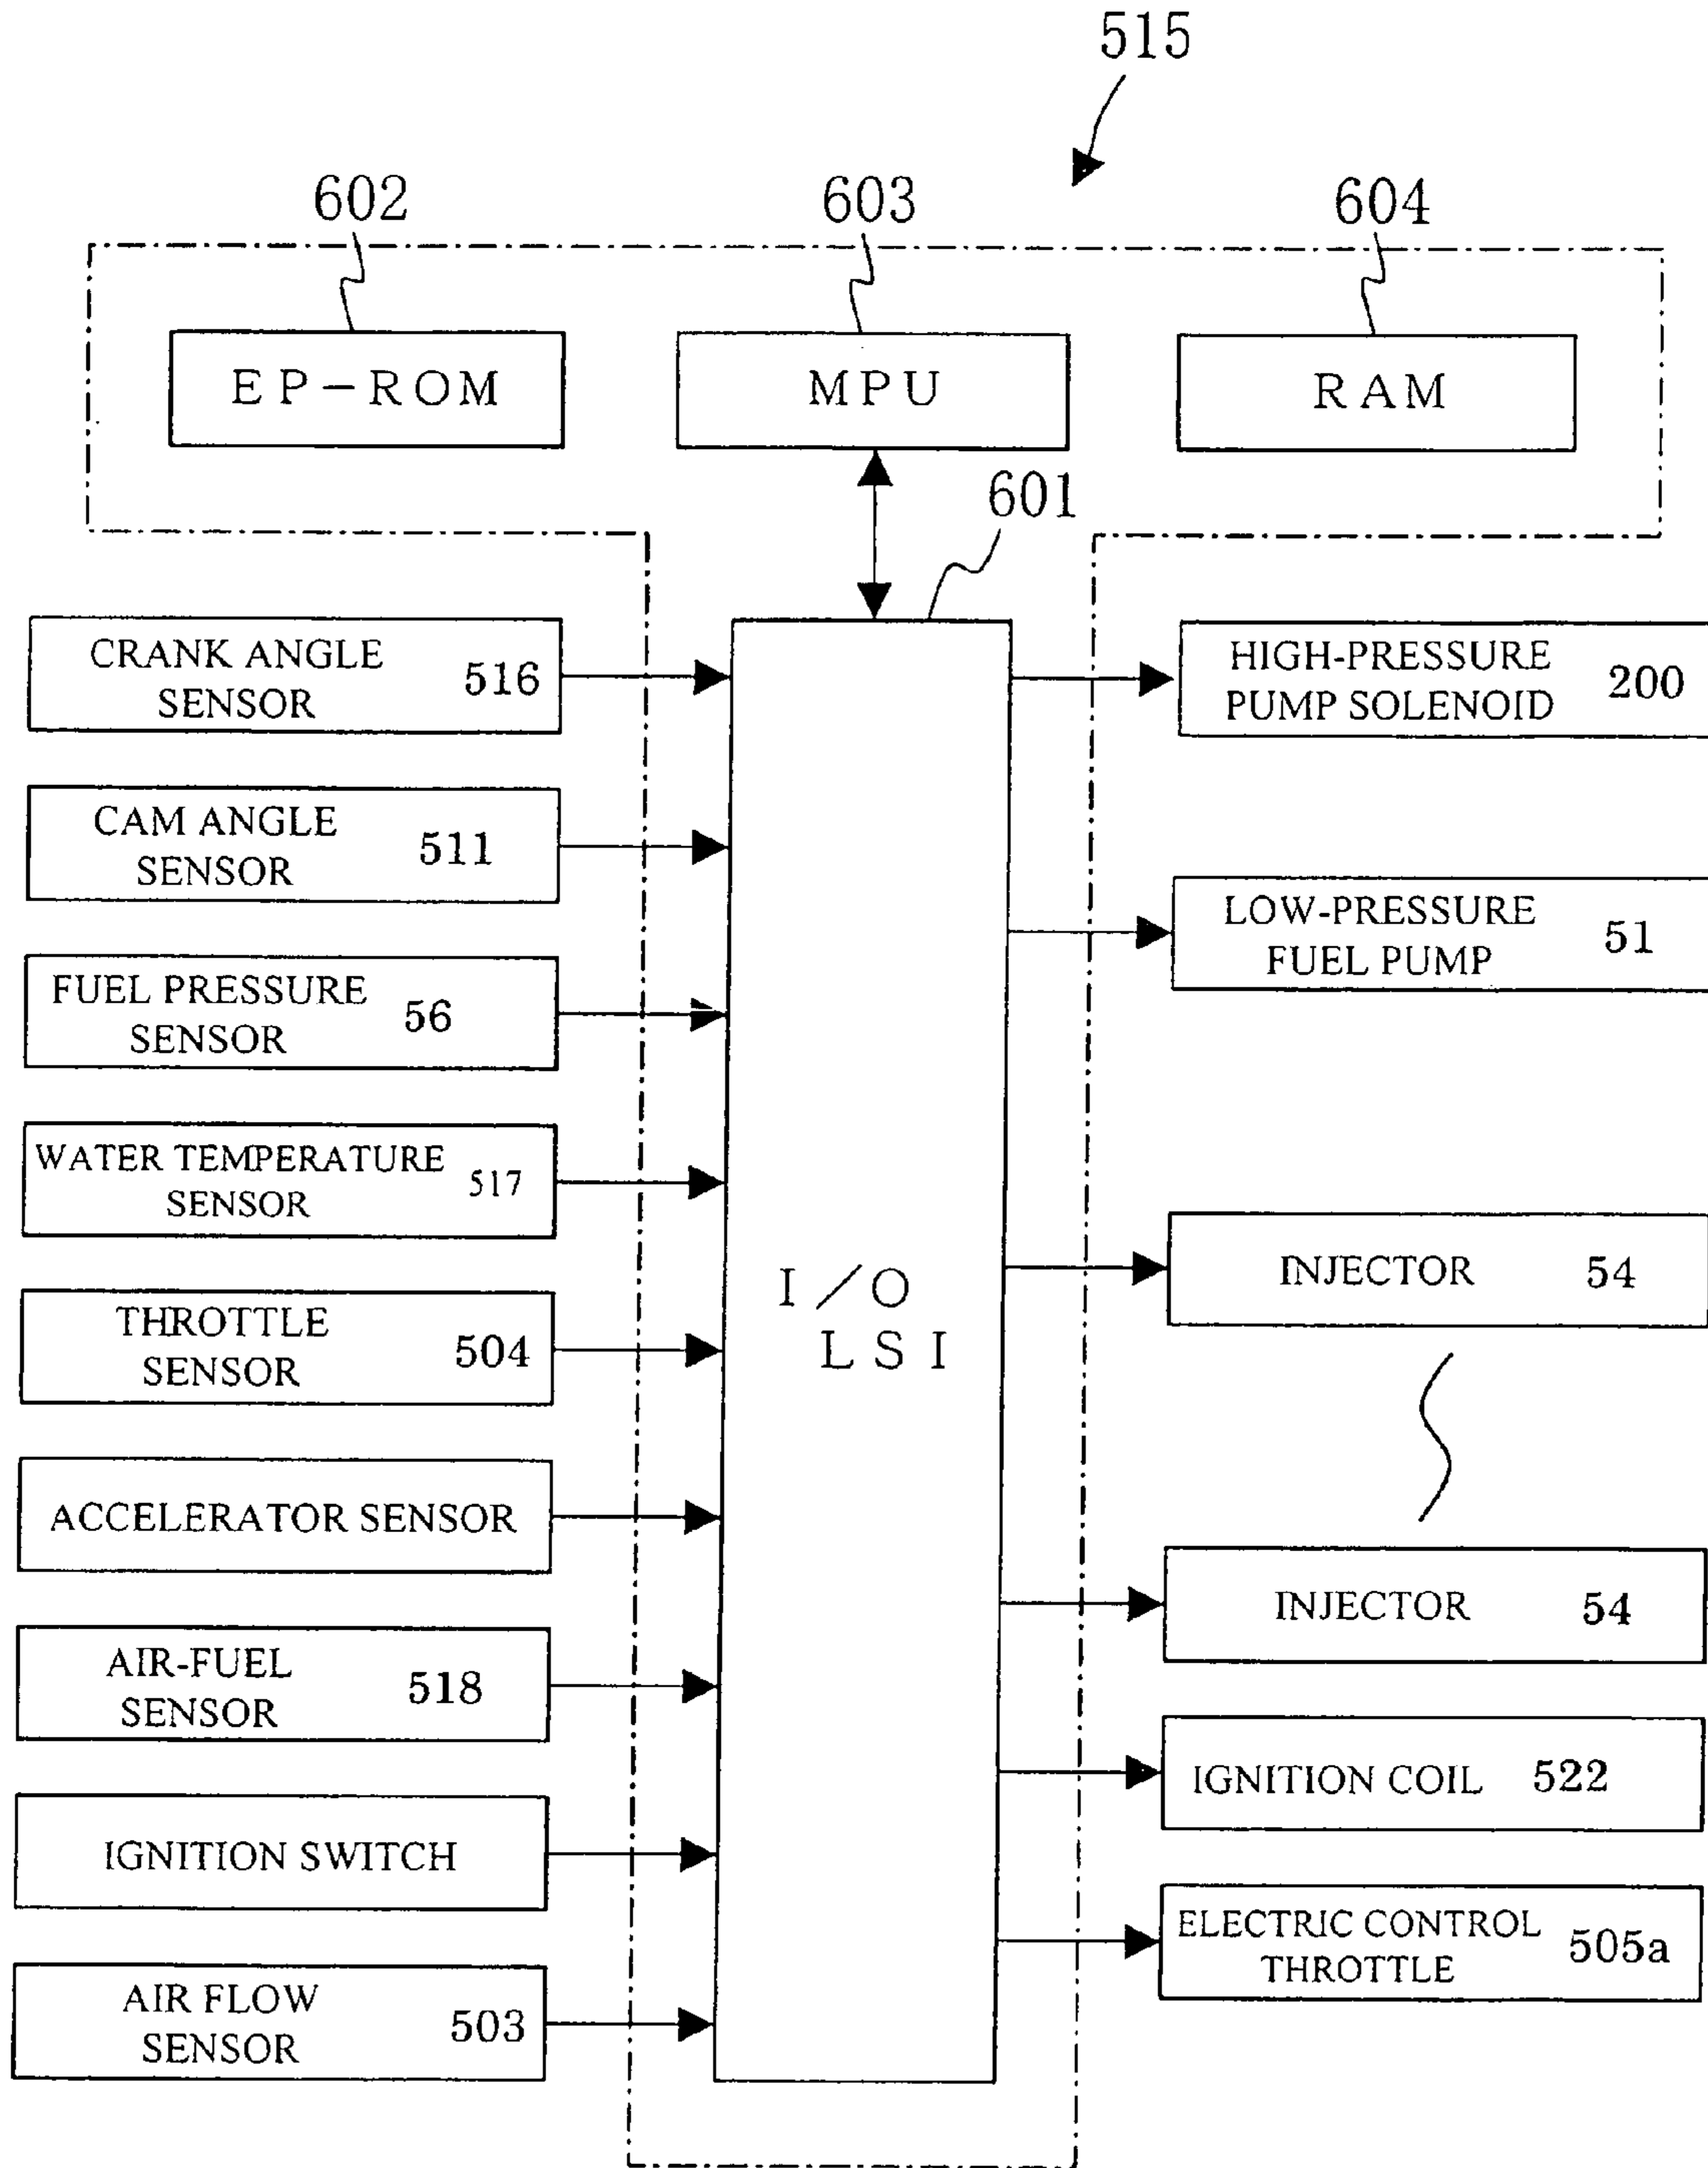 515
602
603
604
EP-ROM
MPU
RAM
601
CRANK ANGLE
SENSOR 516
CAM ANGLE
SENSOR 511
FUEL PRESSURE
SENSOR 56
WATER TEMPERATURE
SENSOR 517
THROTTLE
SENSOR 504
ACCELERATOR SENSOR
AIR-FUEL
SENSOR 518
IGNITION SWITCH
AIR FLOW
SENSOR 503
I/O
LSI
HIGH-PRESSURE
PUMP SOLENOID 200
LOW-PRESSURE
FUEL PUMP 51
INJECTOR 54
INJECTOR 54
IGNITION COIL 522
ELECTRIC CONTROL
THROTTLE 505a